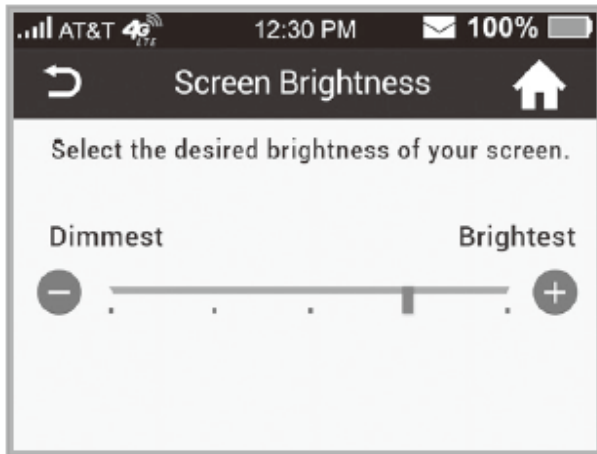 AT&T 4G LTE 12:30 PM 100%
Screen Brightness
Select the desired brightness of your screen.
Dimmest Brightest